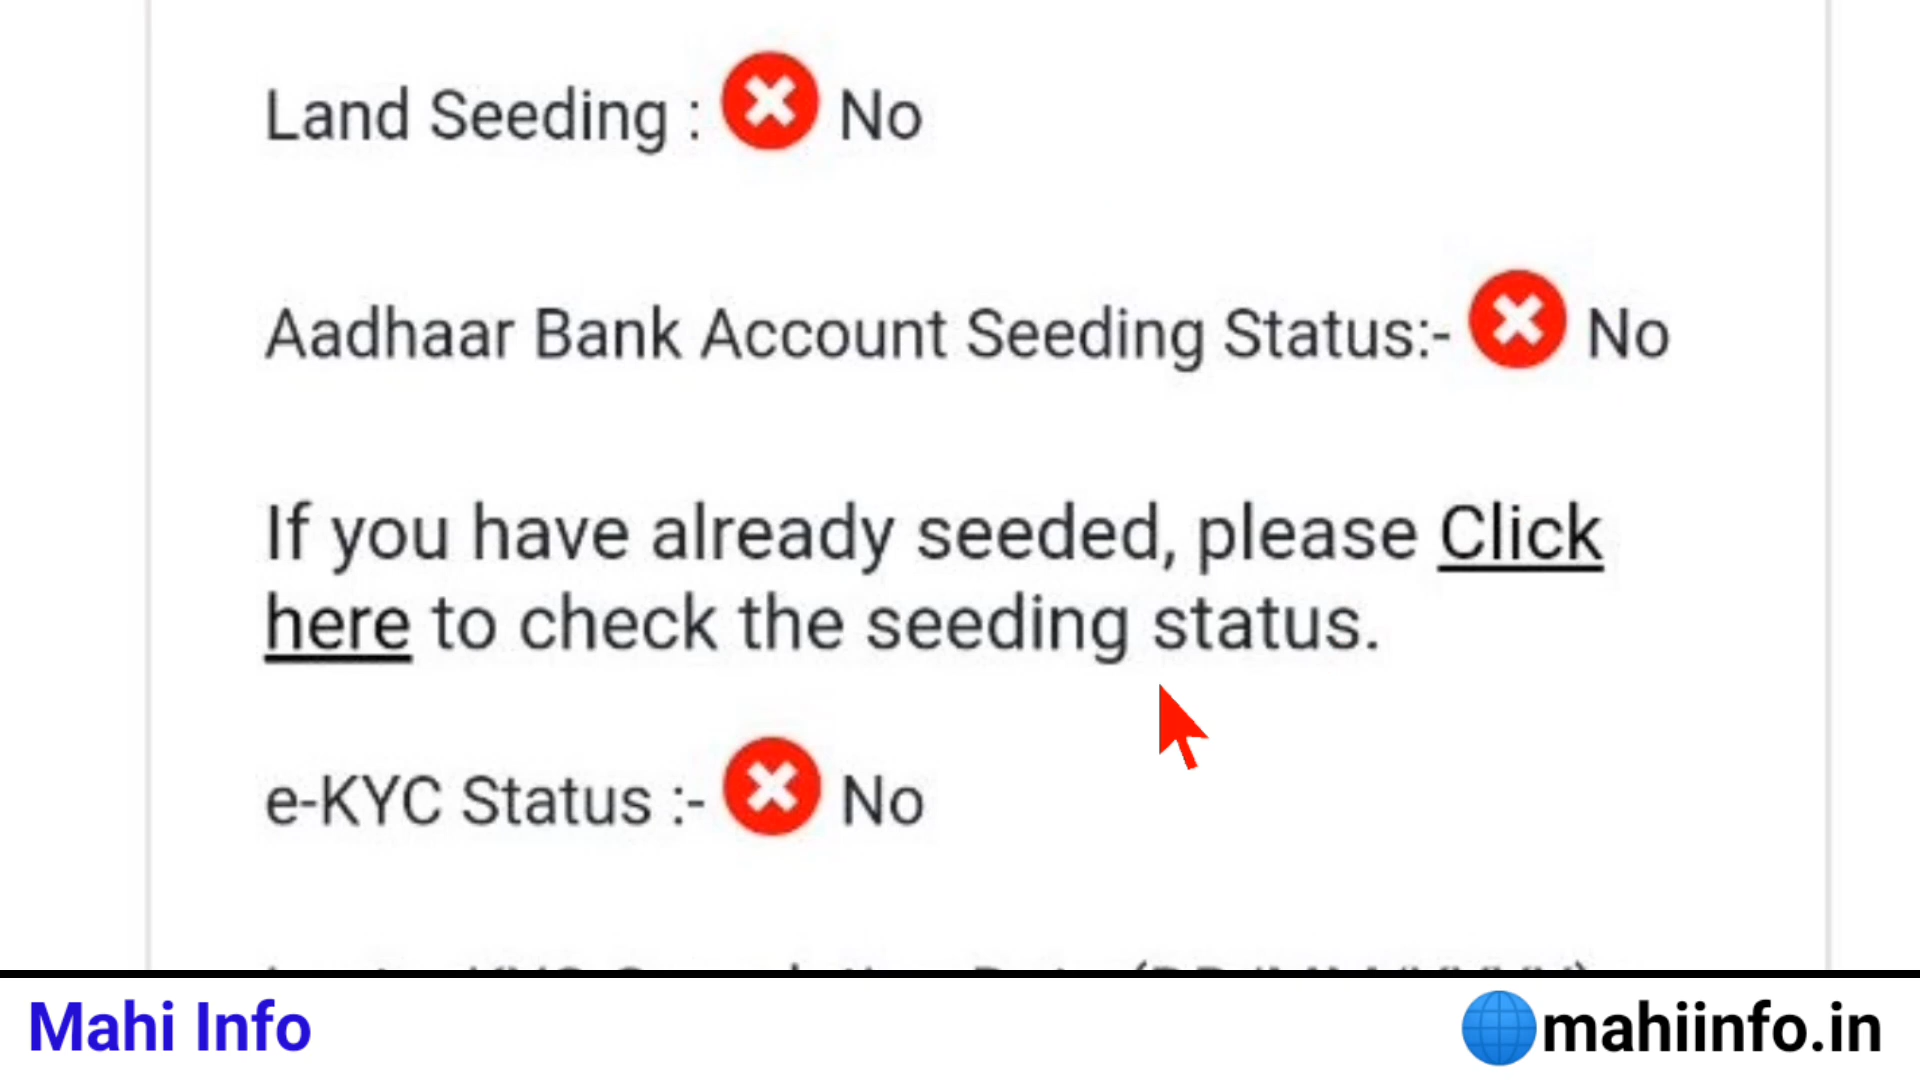 Land Seeding : No
Aadhaar Bank Account Seeding Status:- No
If you have already seeded, please Click
here to check the seeding status.
e-KYC Status :- No
Mahi Info
mahiinfo.in